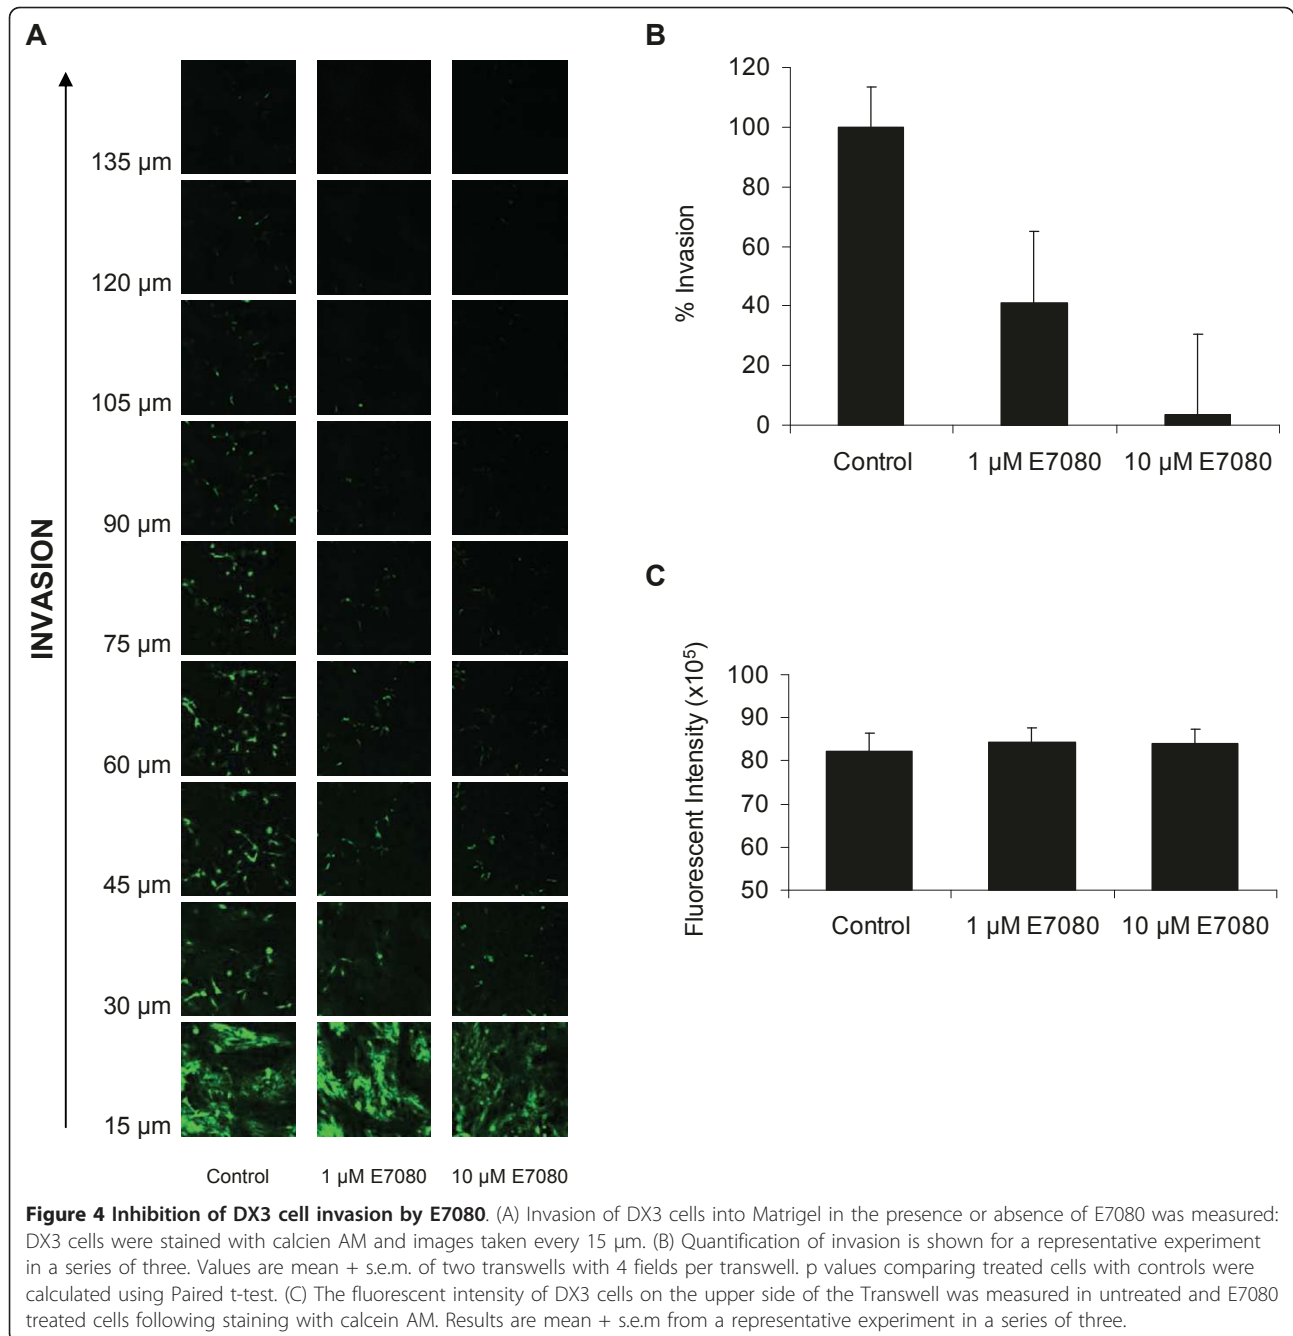 A
INVASION
135 µm
120 µm
105 µm
90 µm
75 µm
60 µm
45 µm
30 µm
15 µm
Control 1 µM E7080 10 µM E7080
B
% Invasion
120
100
80
60
40
20
0
Control 1 µM E7080 10 µM E7080
C
Fluorescent Intensity (x10⁵)
100
90
80
70
60
50
Control 1 µM E7080 10 µM E7080
Figure 4 Inhibition of DX3 cell invasion by E7080. (A) Invasion of DX3 cells into Matrigel in the presence or absence of E7080 was measured:
DX3 cells were stained with calcien AM and images taken every 15 µm. (B) Quantification of invasion is shown for a representative experiment
in a series of three. Values are mean + s.e.m. of two transwells with 4 fields per transwell. p values comparing treated cells with controls were
calculated using Paired t-test. (C) The fluorescent intensity of DX3 cells on the upper side of the Transwell was measured in untreated and E7080
treated cells following staining with calcein AM. Results are mean + s.e.m from a representative experiment in a series of three.